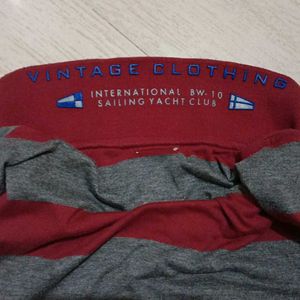 VINTAGE CLOTHING
INTERNATIONAL BW-10
SAILING YACHT CLUB